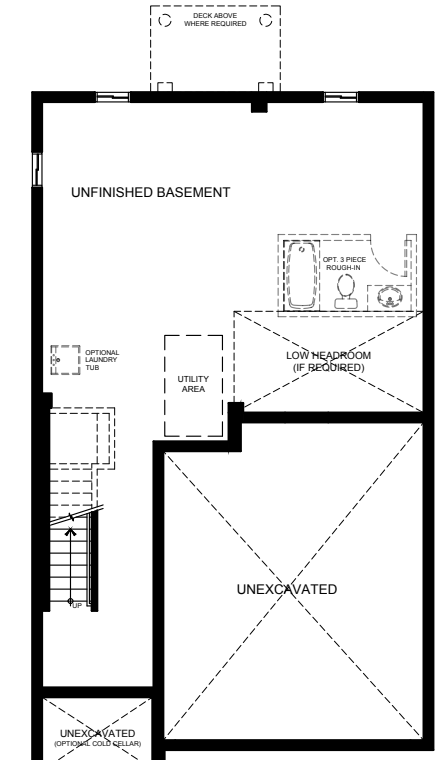 DECK ABOVE
WHERE REQUIRED
UNFINISHED BASEMENT
OPT. 3 PIECE
ROUGH-IN
OPTIONAL
LAUNDRY
TUB
UTILITY
AREA
LOW HEADROOM
(IF REQUIRED)
UNEXCAVATED
UP
UNEXCAVATED
(OPTIONAL COLD CELLAR)